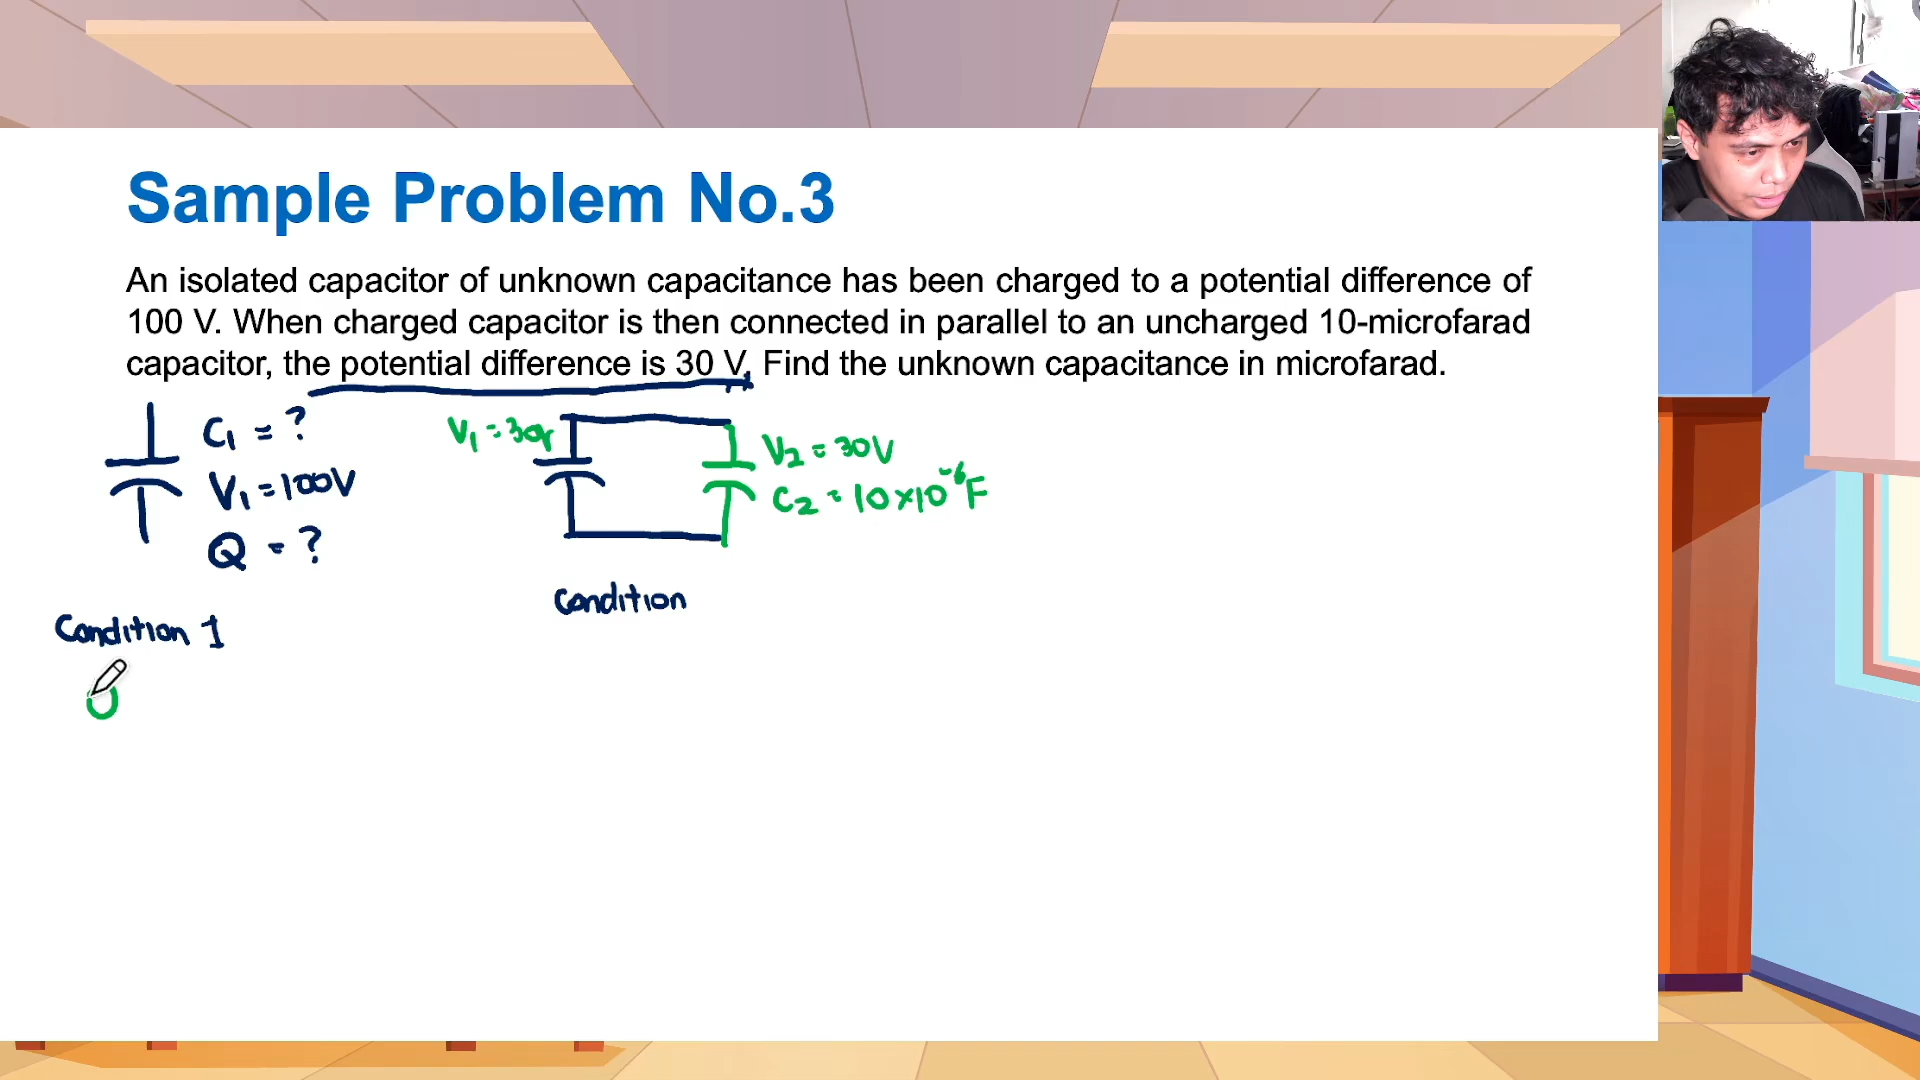 Sample Problem No.3
An isolated capacitor of unknown capacitance has been charged to a potential difference of
100 V. When charged capacitor is then connected in parallel to an uncharged 10-microfarad
capacitor, the potential difference is 30 V. Find the unknown capacitance in microfarad.
C₁ = ?
V₁ = 100V
Q = ?
Condition 1
V₁ = 30V
V₂ = 30V
C₂ = 10 × 10⁻⁶F
Condition